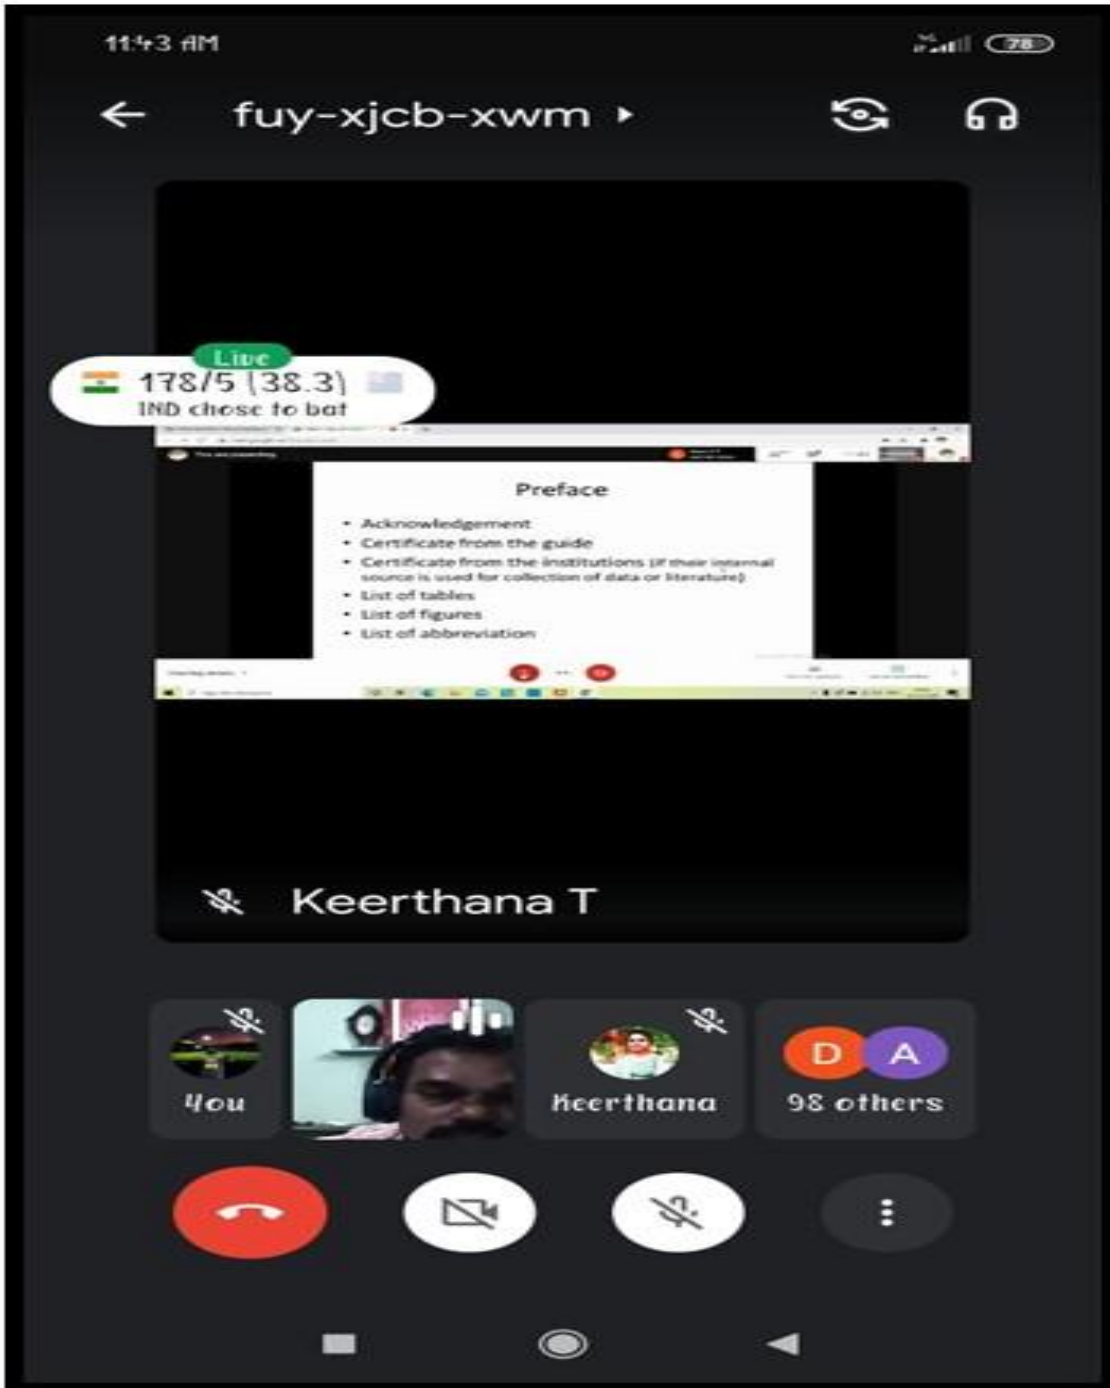 11:43 AM
78
fuy-xjcb-xwm
Live
178/5 (38.3)
IND chose to bat
Preface
• Acknowledgement
• Certificate from the guide
• Certificate from the institutions (if their internal
source is used for collection of data or literature)
• List of tables
• List of figures
• List of abbreviation
Keerthana T
D A
You
Keerthana
98 others